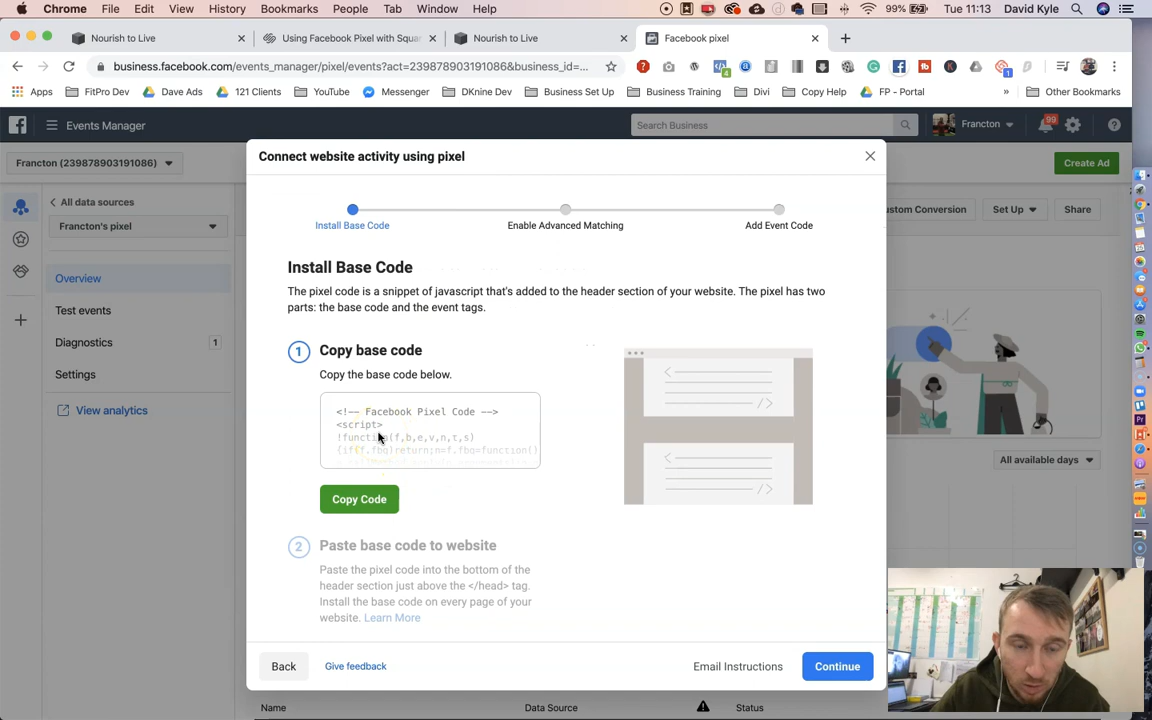 Chrome File Edit View History Bookmarks People Tab Window Help
99% Tue 11:13 David Kyle
Nourish to Live
Using Facebook Pixel with Squar
Nourish to Live
Facebook pixel
business.facebook.com/events_manager/pixel/events?act=239878903191086&business_id=...
4
1
Apps FitPro Dev Dave Ads 121 Clients YouTube Messenger DKnine Dev Business Set Up Business Training Divi Copy Help FP - Portal » Other Bookmarks
Events Manager
Search Business
Francton
99
Francton (239878903191086)
Create Ad
All data sources
Francton's pixel
ustom Conversion
Set Up
Share
Overview
Test events
Diagnostics 1
Settings
View analytics
All available days
Connect website activity using pixel
Install Base Code
Enable Advanced Matching
Add Event Code
Install Base Code
The pixel code is a snippet of javascript that's added to the header section of your website. The pixel has two
parts: the base code and the event tags.
1
Copy base code
Copy the base code below.
<!-- Facebook Pixel Code -->
<script>
!function(f,b,e,v,n,t,s)
{if(f.fbq)return;n=f.fbq=function()
Copy Code
2
Paste base code to website
Paste the pixel code into the bottom of the
header section just above the </head> tag.
Install the base code on every page of your
website. Learn More
Back
Give feedback
Email Instructions
Continue
Name
Data Source
Status